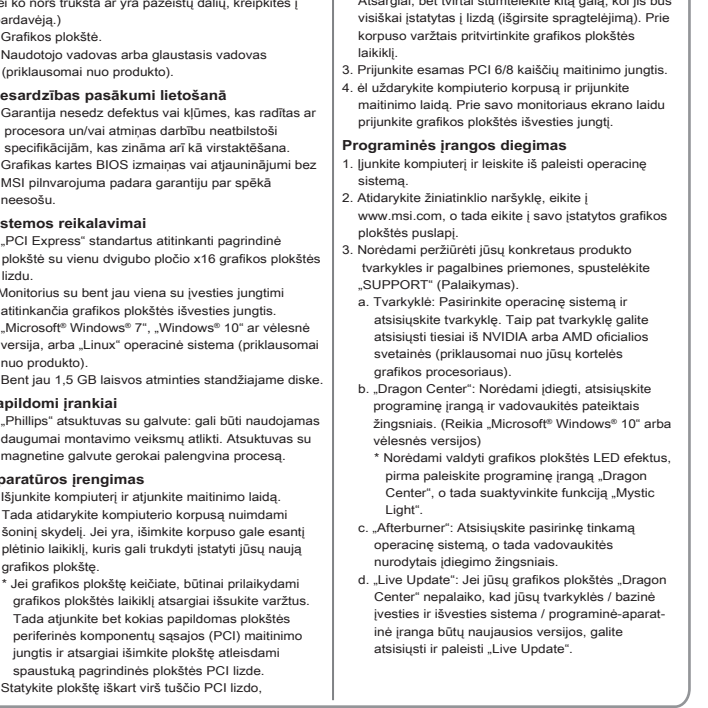 ei ko nors trūksta ar yra pažeistų dalių, kreipkitės į
ardavėją.)
Grafikos plokštė.
Naudotojo vadovas arba glaustasis vadovas
(priklausomai nuo produkto).
esardzības pasākumi lietošanā
Garantija nesedz defektus vai kļūmes, kas radītas ar
procesora un/vai atmiņas darbību neatbilstoši
specifikācijām, kas zināma arī kā virstaktēšana.
Grafikas kartes BIOS izmaiņas vai atjauninājumi bez
MSI pilnvarojuma padara garantiju par spēkā
neesošu.
stemos reikalavimai
„PCI Express“ standartus atitinkanti pagrindinė
plokštė su vienu dvigubo pločio x16 grafikos plokštės
lizdu.
Monitorius su bent jau viena su įvesties jungtimi
atitinkančia grafikos plokštės išvesties jungtis.
„Microsoft® Windows® 7“, „Windows® 10“ ar vėlesnė
versija, arba „Linux“ operacinė sistema (priklausomai
nuo produkto).
Bent jau 1,5 GB laisvos atminties standžiajame diske.
apildomi įrankiai
„Phillips“ atsuktuvas su galvute: gali būti naudojamas
daugumai montavimo veiksmų atlikti. Atsuktuvas su
magnetine galvute gerokai palengvina procesą.
paratūros įrengimas
Išjunkite kompiuterį ir atjunkite maitinimo laidą.
Tada atidarykite kompiuterio korpusą nuimdami
šoninį skydelį. Jei yra, išimkite korpuso gale esantį
plėtinio laikiklį, kuris gali trukdyti įstatyti jūsų naują
grafikos plokštę.
* Jei grafikos plokštę keičiate, būtinai prilaikydami
grafikos plokštės laikiklį atsargiai išsukite varžtus.
Tada atjunkite bet kokias papildomas plokštės
periferinės komponentų sąsajos (PCI) maitinimo
jungtis ir atsargiai išimkite plokštę atleisdami
spaustuką pagrindinės plokštės PCI lizde.
Statykite plokštę iškart virš tuščio PCI lizdo,
Atsargiai, bet tvirtai stumtelėkite kitą galą, kol jis bus
visiškai įstatytas į lizdą (išgirsite spragtelėjimą). Prie
korpuso varžtais pritvirtinkite grafikos plokštės
laikiklį.
3. Prijunkite esamas PCI 6/8 kaiščių maitinimo jungtis.
4. ėl uždarykite kompiuterio korpusą ir prijunkite
maitinimo laidą. Prie savo monitoriaus ekrano laidu
prijunkite grafikos plokštės išvesties jungtį.
Programinės įrangos diegimas
1. Įjunkite kompiuterį ir leiskite iš paleisti operacinę
sistemą.
2. Atidarykite žiniatinklio naršyklę, eikite į
www.msi.com, o tada eikite į savo įstatytos grafikos
plokštės puslapį.
3. Norėdami peržiūrėti jūsų konkretaus produkto
tvarkykles ir pagalbines priemones, spustelėkite
„SUPPORT“ (Palaikymas).
a. Tvarkyklė: Pasirinkite operacinę sistemą ir
atsisiųskite tvarkyklę. Taip pat tvarkyklę galite
atsisiųsti tiesiai iš NVIDIA arba AMD oficialios
svetainės (priklausomai nuo jūsų kortelės
grafikos procesoriaus).
b. „Dragon Center“: Norėdami įdiegti, atsisiųskite
programinę įrangą ir vadovaukitės pateiktais
žingsniais. (Reikia „Microsoft® Windows® 10“ arba
vėlesnės versijos)
* Norėdami valdyti grafikos plokštės LED efektus,
pirma paleiskite programinę įrangą „Dragon
Center“, o tada suaktyvinkite funkciją „Mystic
Light“.
c. „Afterburner“: Atsisiųskite pasirinkę tinkamą
operacinę sistemą, o tada vadovaukitės
nurodytais įdiegimo žingsniais.
d. „Live Update“: Jei jūsų grafikos plokštės „Dragon
Center“ nepalaiko, kad jūsų tvarkyklės / bazinė
įvesties ir išvesties sistema / programinė-aparat-
inė įranga būtų naujausios versijos, galite
atsisiųsti ir paleisti „Live Update“.